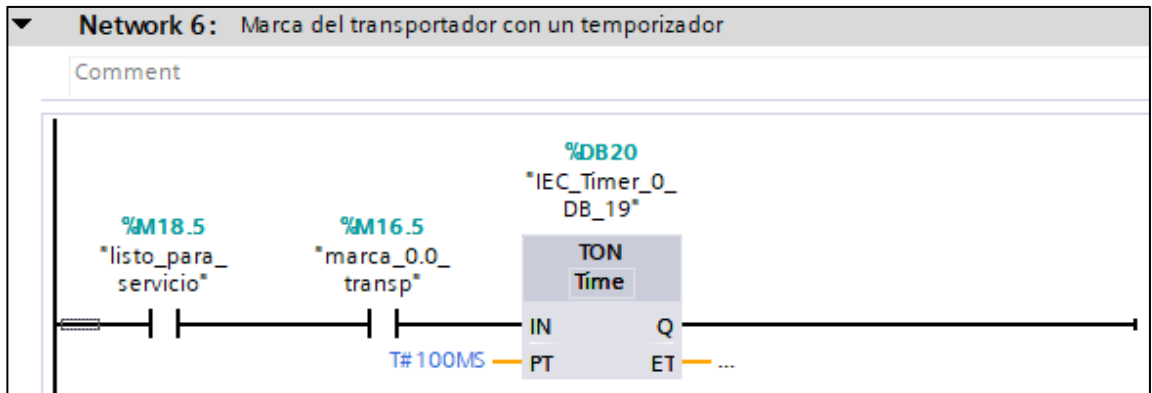 Network 6: Marca del transportador con un temporizador
Comment
%DB20
"IEC_Timer_0_
DB_19"
%M18.5
"listo_para_
servicio"
%M16.5
"marca_0.0_
transp"
TON
Time
IN
Q
T#100MS
PT
ET
...